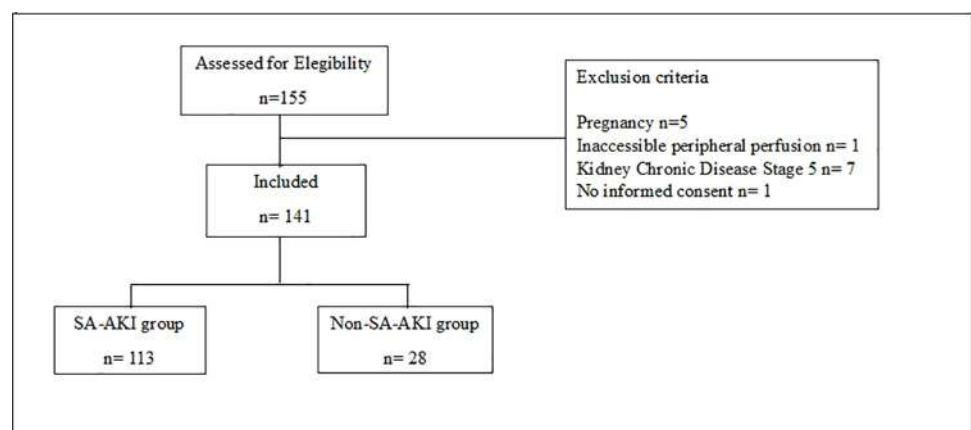 Assessed for Elegibility
n=155
Exclusion criteria
Pregnancy n=5
Inaccessible peripheral perfusion n= 1
Kidney Chronic Disease Stage 5 n= 7
No informed consent n= 1
Included
n= 141
SA-AKI group
n= 113
Non-SA-AKI group
n= 28